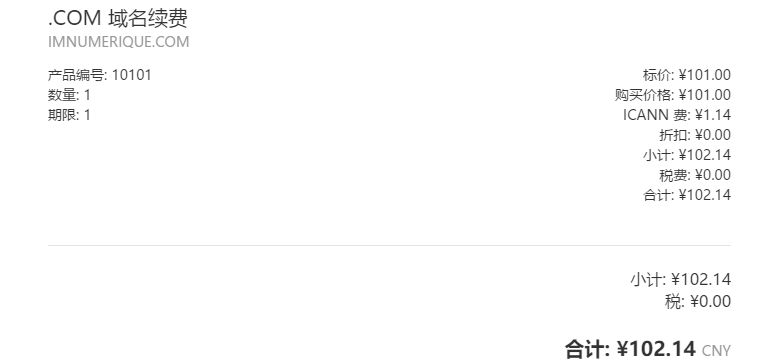 .COM 域名续费
IMNUMERIQUE.COM
产品编号: 10101
数量: 1
期限: 1
标价: ¥101.00
购买价格: ¥101.00
ICANN 费: ¥1.14
折扣: ¥0.00
小计: ¥102.14
税费: ¥0.00
合计: ¥102.14
小计: ¥102.14
税: ¥0.00
合计: ¥102.14 CNY